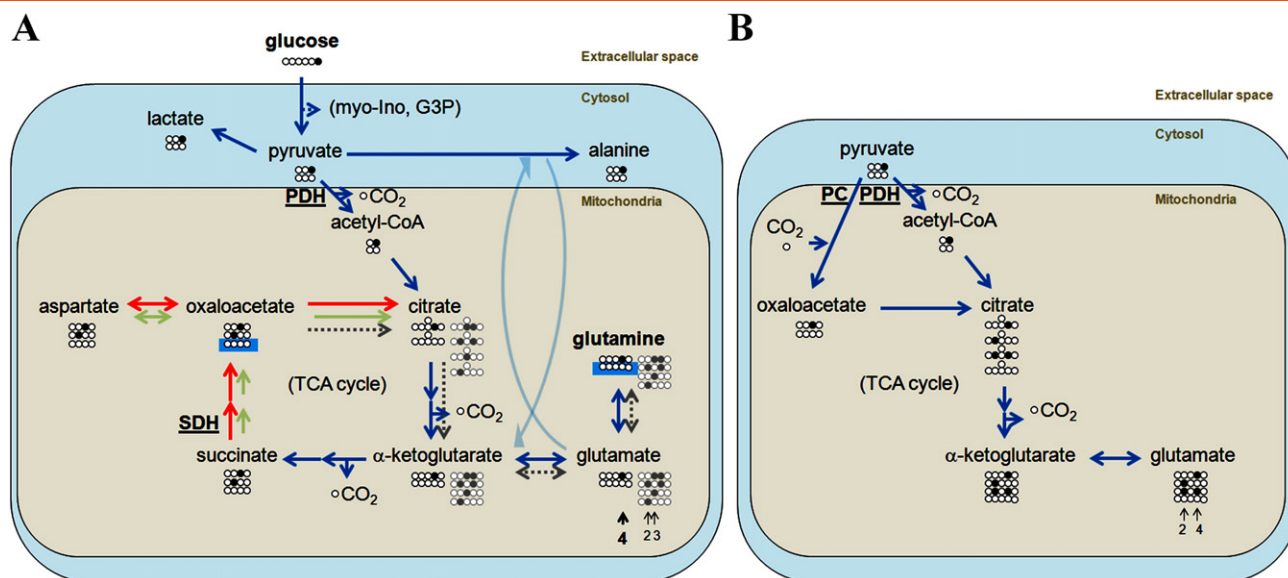 A
glucose
Extracellular space
Cytosol
(myo-Ino, G3P)
lactate
pyruvate
alanine
PDH
CO2
Mitochondria
acetyl-CoA
aspartate
oxaloacetate
citrate
glutamine
(TCA cycle)
CO2
SDH
succinate
α-ketoglutarate
glutamate
CO2
4
2 3
B
Extracellular space
Cytosol
pyruvate
PC
PDH
CO2
Mitochondria
acetyl-CoA
CO2
oxaloacetate
citrate
(TCA cycle)
CO2
α-ketoglutarate
glutamate
2 4